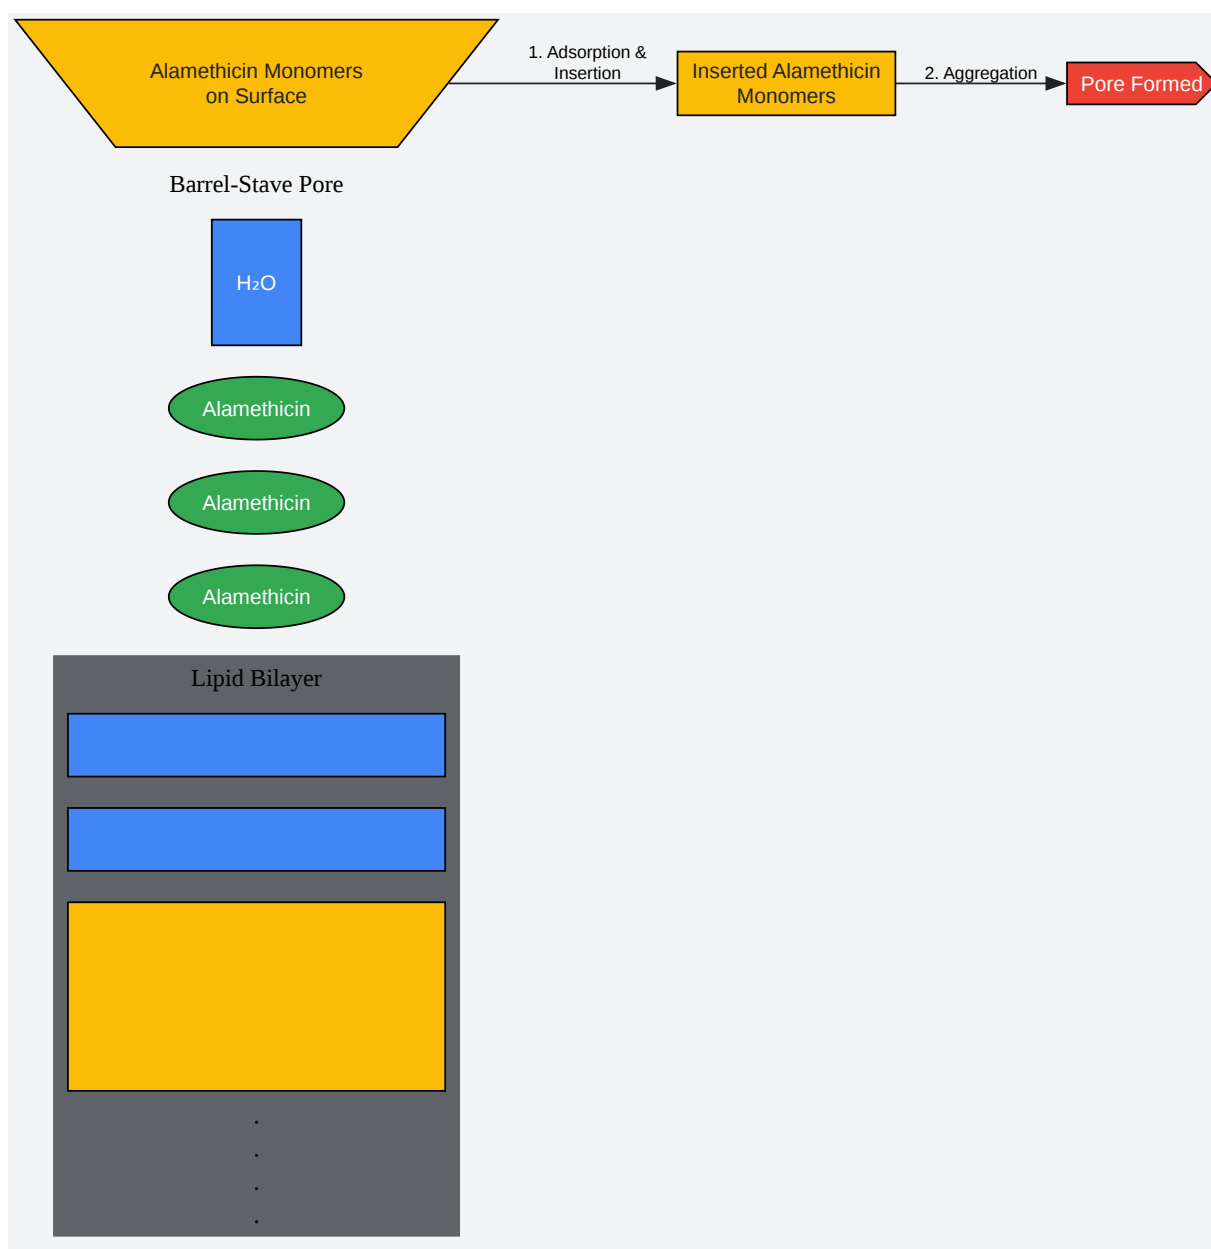 Alamethicin Monomers
on Surface
1. Adsorption &
Insertion
Inserted Alamethicin
Monomers
2. Aggregation
Pore Formed
Barrel-Stave Pore
H₂O
Alamethicin
Alamethicin
Alamethicin
Lipid Bilayer
.
.
.
.